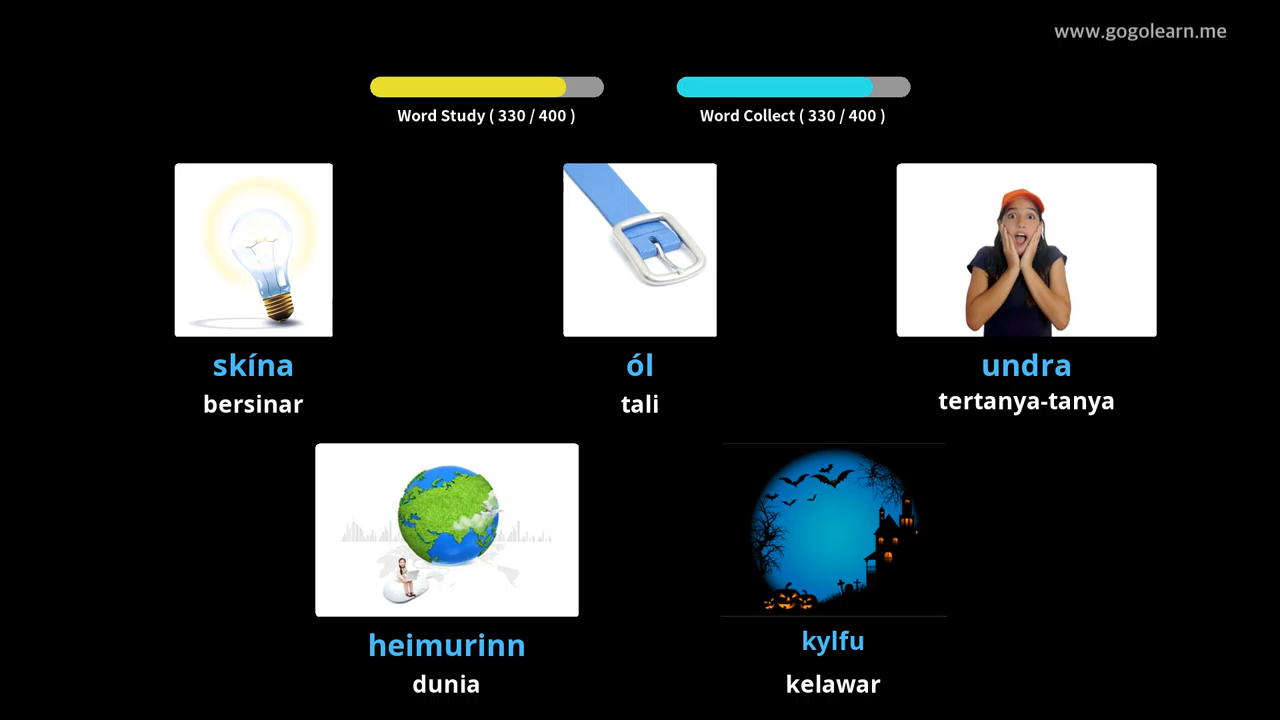 www.gogolearn.me
Word Study ( 330 / 400 )
Word Collect ( 330 / 400 )
skína
bersinar
ól
tali
undra
tertanya-tanya
heimurinn
dunia
kylfu
kelawar